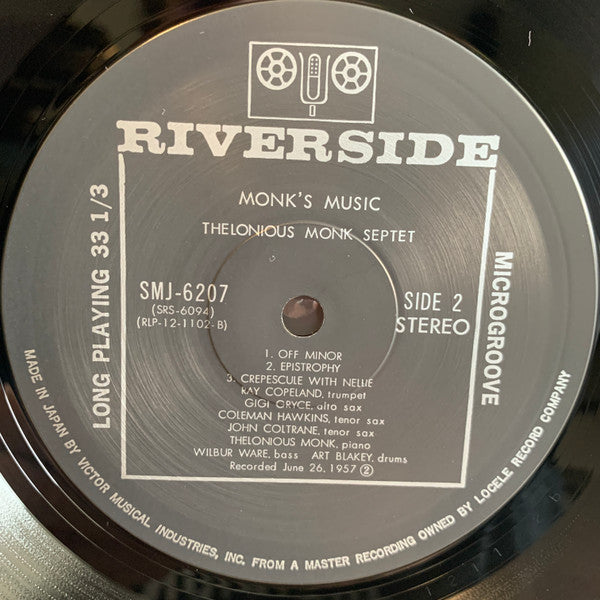 RIVERSIDE
MONK'S MUSIC
THELONIOUS MONK SEPTET
LONG PLAYING 33 1/3
MICROGROOVE
SMJ-6207
(SRS-6094)
(RLP-12-1102-B)
SIDE 2
STEREO
1. OFF MINOR
2. EPISTROPHY
3. CREPESCULE WITH NELLIE
RAY COPELAND, trumpet
GIGI GRYCE, alto sax
COLEMAN HAWKINS, tenor sax
JOHN COLTRANE, tenor sax
THELONIOUS MONK, piano
WILBUR WARE, bass ART BLAKEY, drums
Recorded June 26, 1957 ②
MADE IN JAPAN BY VICTOR MUSICAL INDUSTRIES, INC. FROM A MASTER RECORDING OWNED BY LOCELE RECORD COMPANY